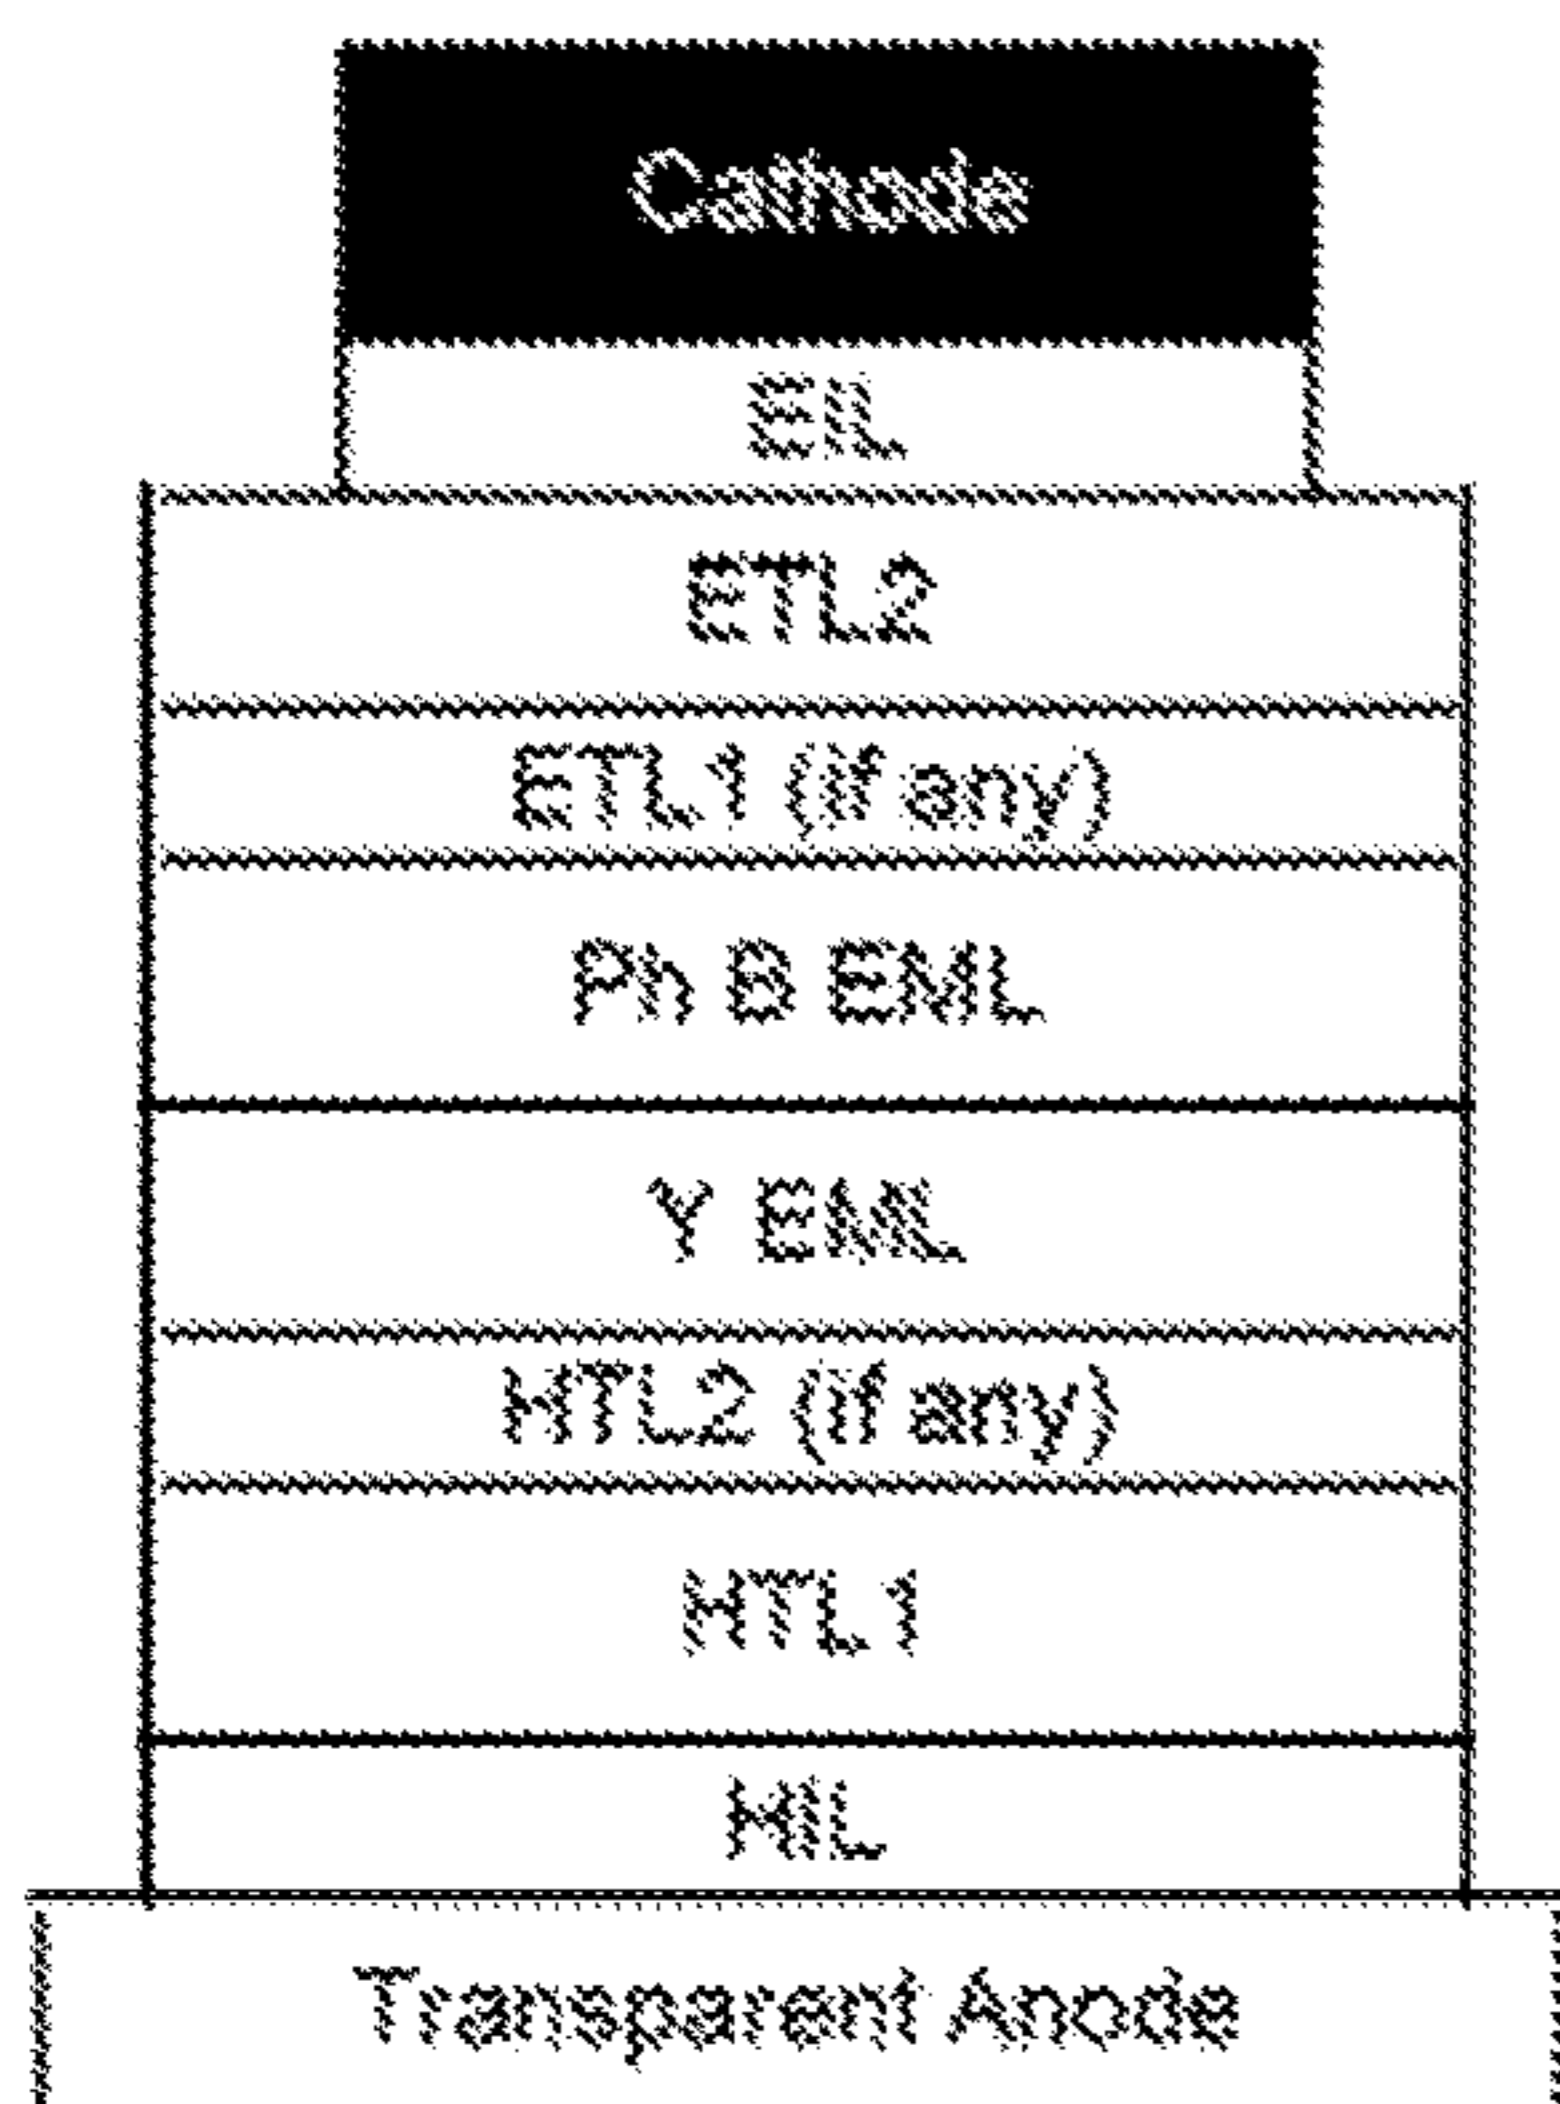 Cathode
EIL
ETL2
ETL1 (if any)
Ph B EML
Y EML
HTL2 (if any)
HTL1
HIL
Transparent Anode